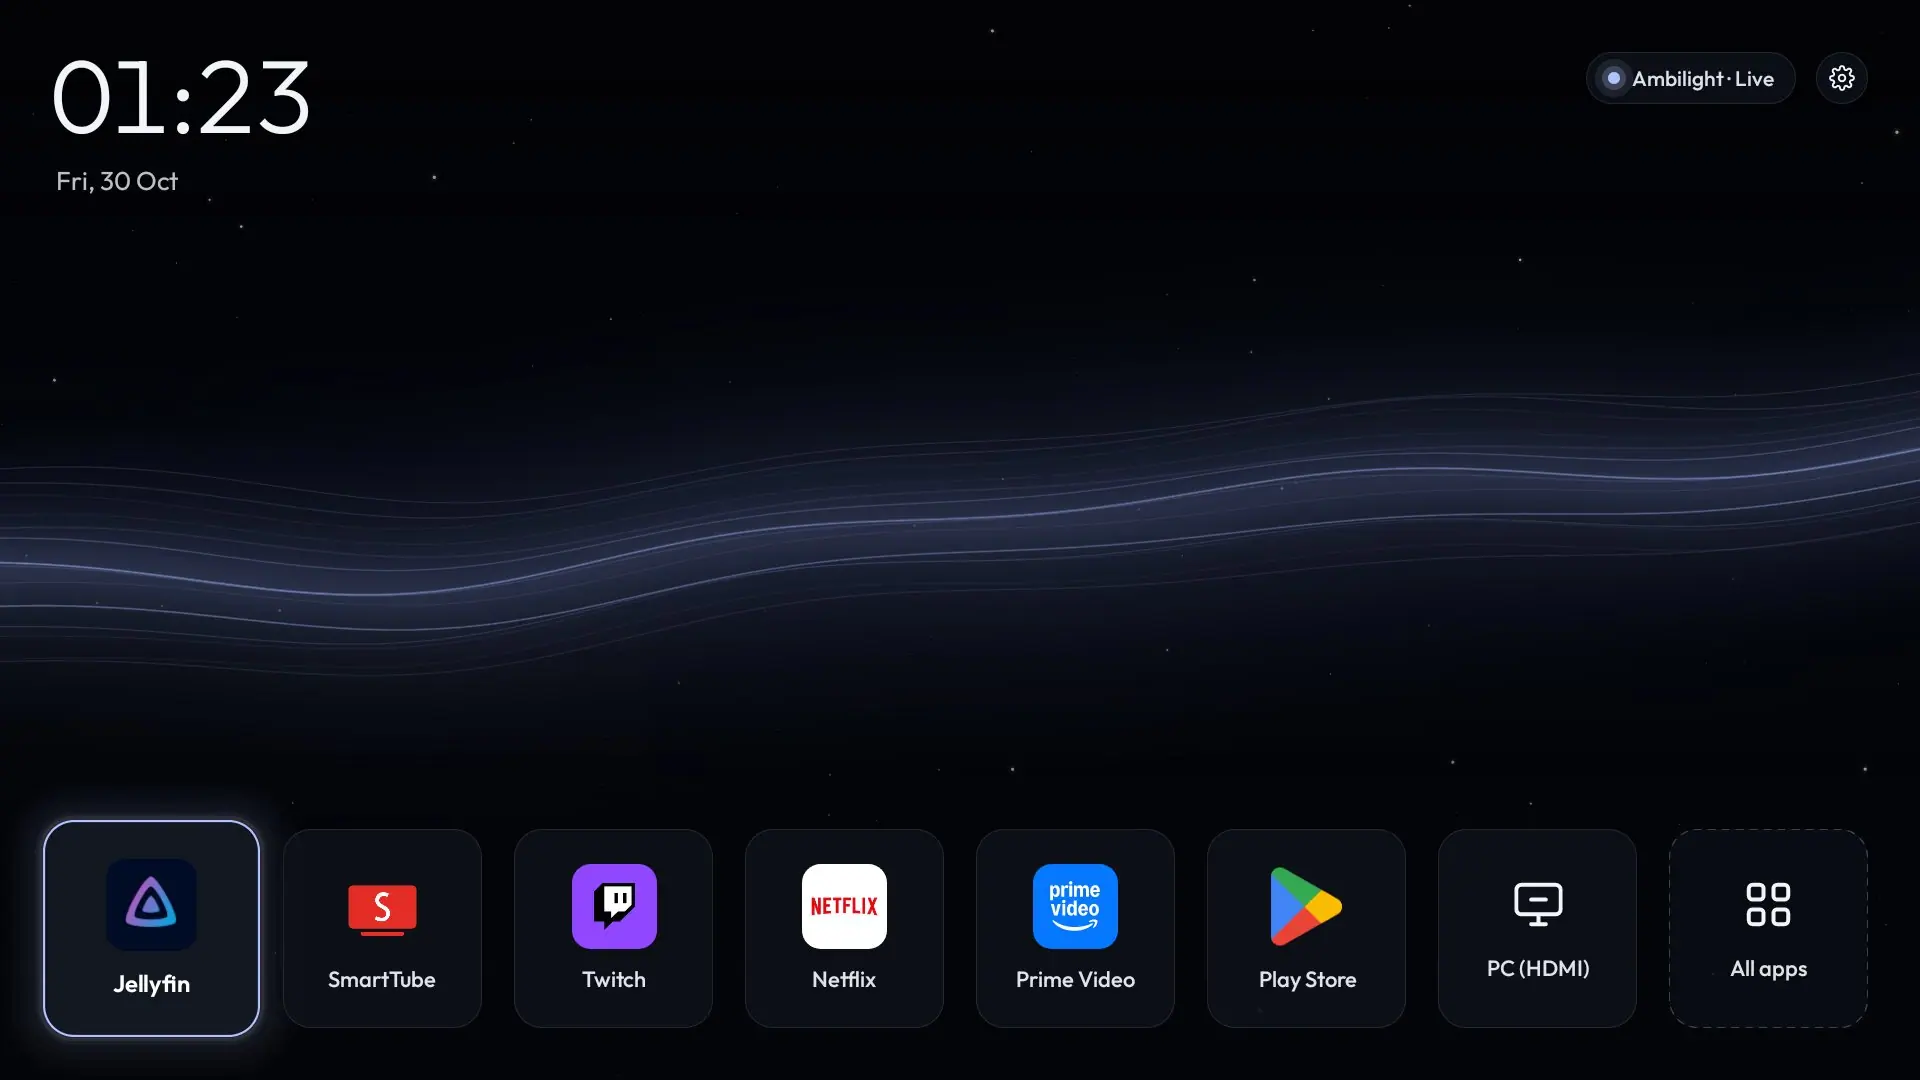 01:23
Fri, 30 Oct
Ambilight · Live
Jellyfin
S
SmartTube
Twitch
NETFLIX
Netflix
prime
video
Prime Video
Play Store
PC (HDMI)
All apps